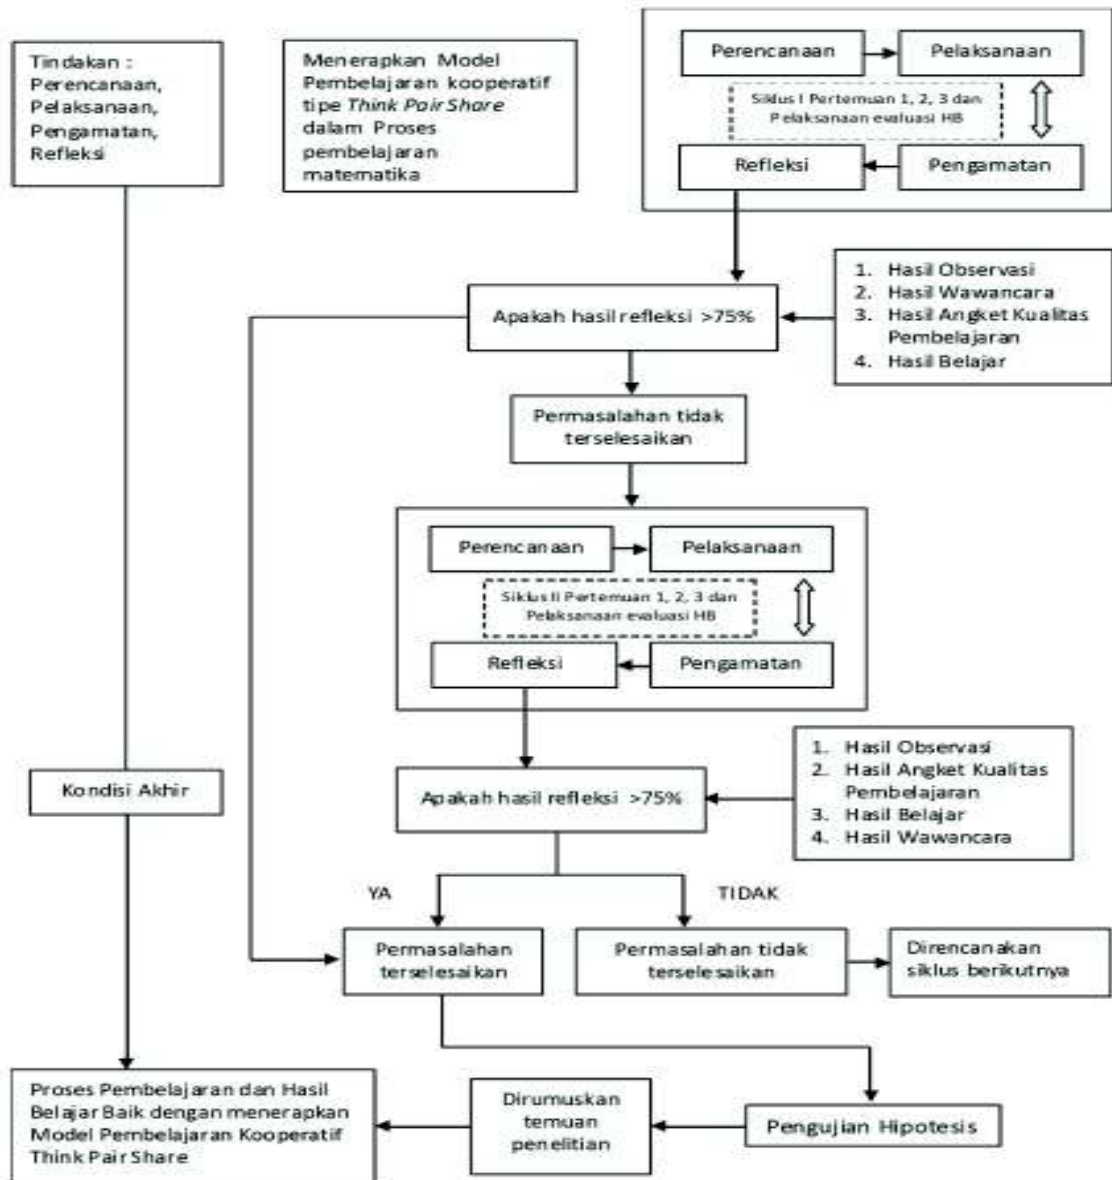 Tindakan :
Perencanaan,
Pelaksanaan,
Pengamatan,
Refleksi
Menerapkan Model
Pembelajaran kooperatif
tipe Think Pair Share
dalam Proses
pembelajaran
matematika
Perencanaan
Pelaksanaan
Siklus I Pertemuan 1, 2, 3 dan
Pelaksanaan evaluasi HB
Refleksi
Pengamatan
Apakah hasil refleksi >75%
1. Hasil Observasi
2. Hasil Wawancara
3. Hasil Angket Kualitas
Pembelajaran
4. Hasil Belajar
Permasalahan tidak
terselesaikan
Perencanaan
Pelaksanaan
Siklus II Pertemuan 1, 2, 3 dan
Pelaksanaan evaluasi HB
Refleksi
Pengamatan
Kondisi Akhir
Apakah hasil refleksi >75%
1. Hasil Observasi
2. Hasil Angket Kualitas
Pembelajaran
3. Hasil Belajar
4. Hasil Wawancara
YA
TIDAK
Permasalahan
terselesaikan
Permasalahan tidak
terselesaikan
Direncanakan
siklus berikutnya
Proses Pembelajaran dan Hasil
Belajar Baik dengan menerapkan
Model Pembelajaran Kooperatif
Think Pair Share
Dirumuskan
temuan
penelitian
Pengujian Hipotesis